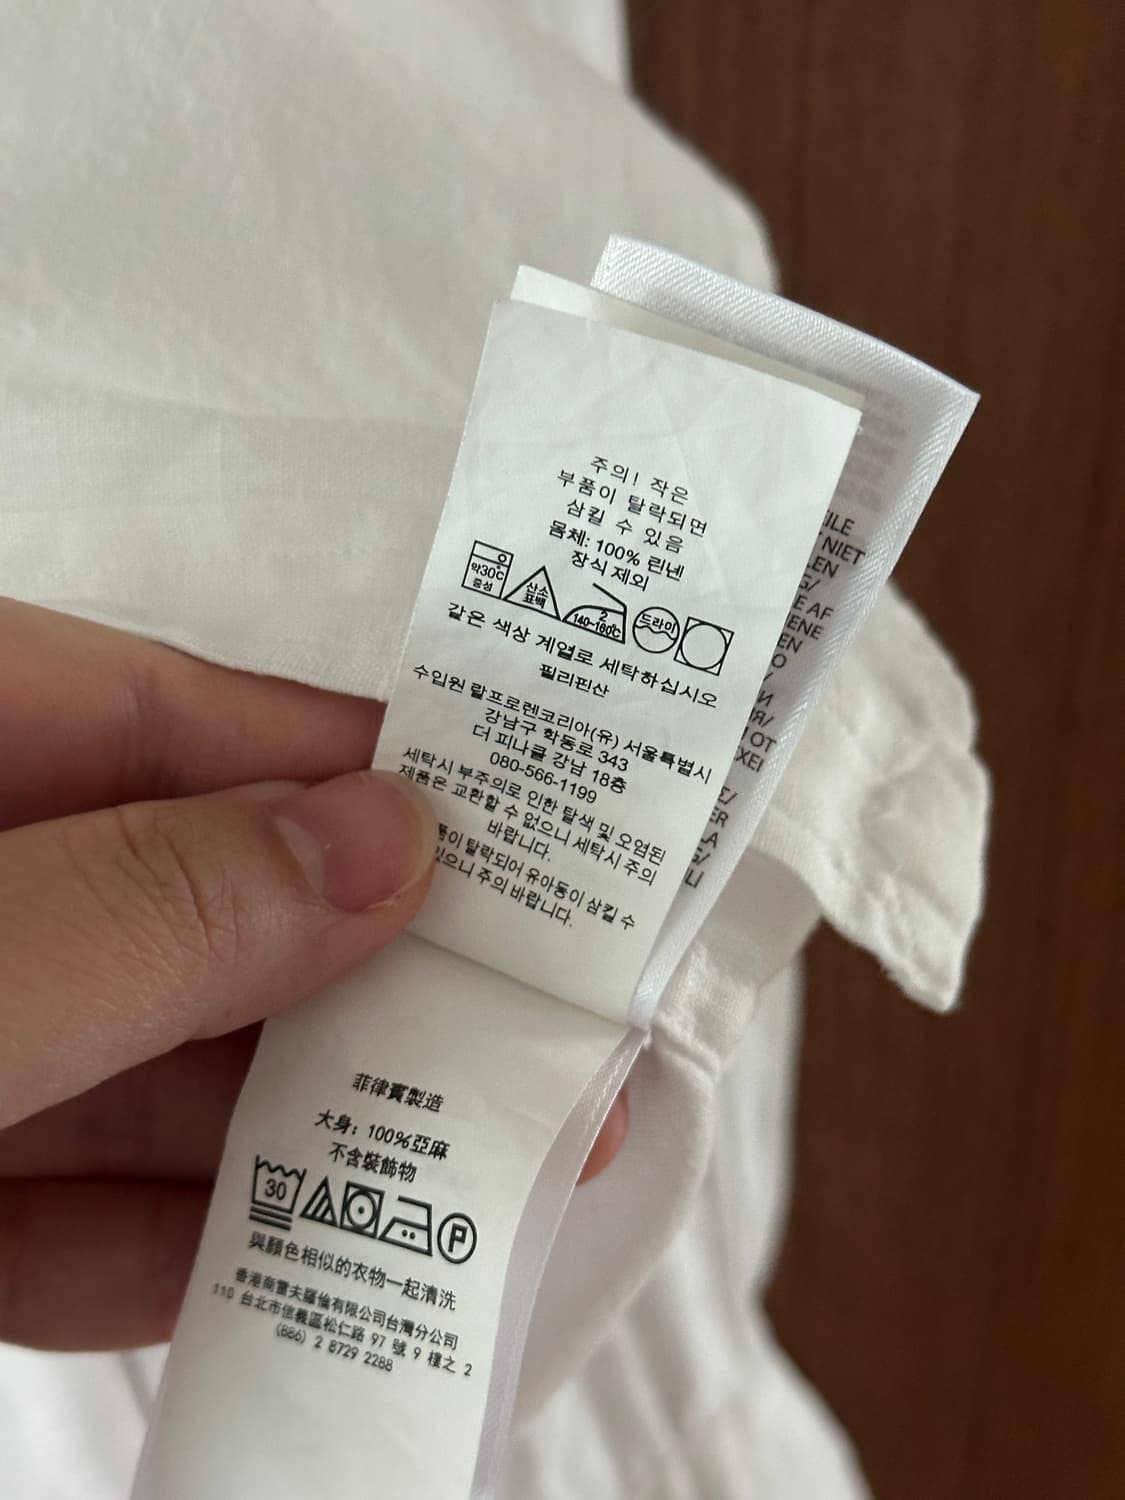 주의! 작은
부품이 탈락되면
삼킬 수 있음
몸체: 100% 린넨
장식 제외
약30℃
중성
산소
표백
2
140~160℃
드라이
같은 색상 계열로 세탁하십시오
필리핀산
수입원 랄프로렌코리아(유) 서울특별시
강남구 학동로 343
더 피나클 강남 18층
080-566-1199
세탁시 부주의로 인한 탈색 및 오염된
제품은 교환할 수 없으니 세탁시 주의
바랍니다.
품이 탈락되어 유아동이 삼킬 수
있으니 주의 바랍니다.
菲律賓製造
大身: 100%亞麻
不含裝飾物
30
P
與顏色相似的衣物一起清洗
香港商雷夫羅倫有限公司台灣分公司
110 台北市信義區松仁路 97 號 9 樓之 2
(886) 2 8729 2288
NIET
LEN
G/
E AF
ENE
EN
O
OT
LI